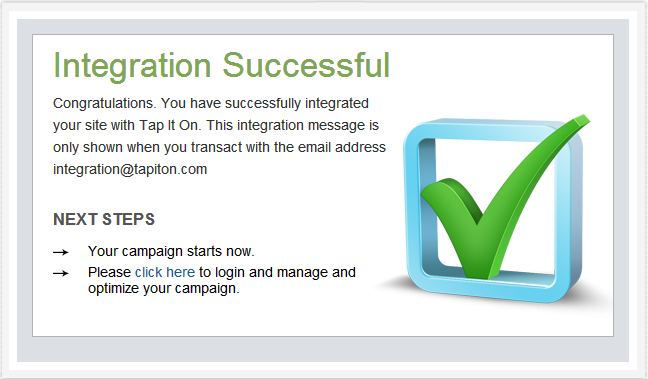 Integration Successful
Congratulations. You have successfully integrated
your site with Tap It On. This integration message is
only shown when you transact with the email address
integration@tapiton.com
NEXT STEPS
→ Your campaign starts now.
→ Please click here to login and manage and
optimize your campaign.